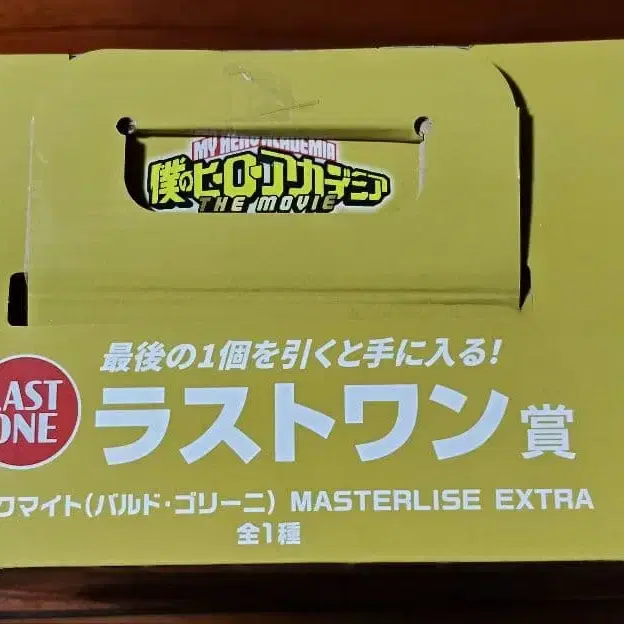 MY HERO ACADEMIA
僕のヒーローアカデミア
THE MOVIE
最後の1個を引くと手に入る!
LAST
ONE
ラストワン賞
クマイト(バルド・ゴリーニ) MASTERLISE EXTRA
全1種